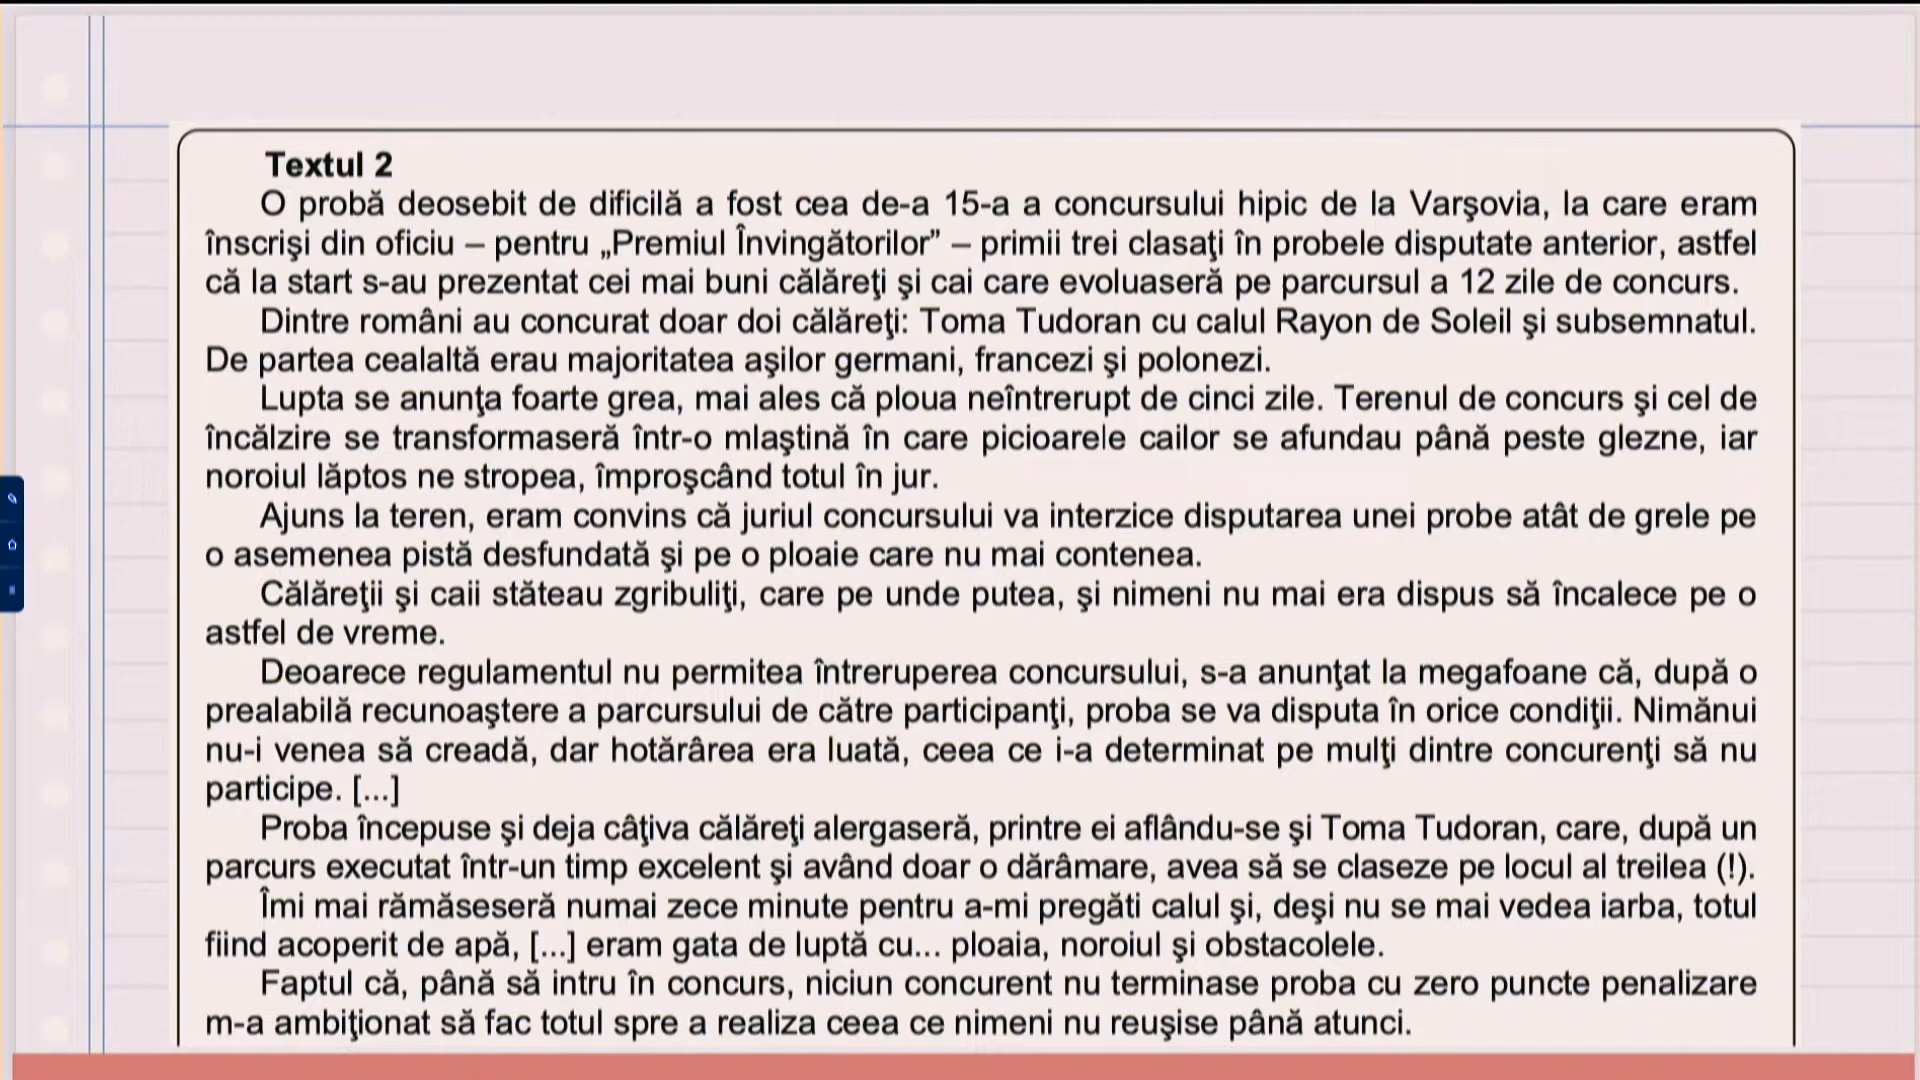 Textul 2
O probă deosebit de dificilă a fost cea de-a 15-a a concursului hipic de la Varşovia, la care eram
înscrişi din oficiu – pentru „Premiul Învingătorilor” – primii trei clasaţi în probele disputate anterior, astfel
că la start s-au prezentat cei mai buni călăreţi şi cai care evoluaseră pe parcursul a 12 zile de concurs.
Dintre români au concurat doar doi călăreţi: Toma Tudoran cu calul Rayon de Soleil şi subsemnatul.
De partea cealaltă erau majoritatea aşilor germani, francezi şi polonezi.
Lupta se anunţa foarte grea, mai ales că ploua neîntrerupt de cinci zile. Terenul de concurs şi cel de
încălzire se transformaseră într-o mlaştină în care picioarele cailor se afundau până peste glezne, iar
noroiul lăptos ne stropea, împroşcând totul în jur.
Ajuns la teren, eram convins că juriul concursului va interzice disputarea unei probe atât de grele pe
o asemenea pistă desfundată şi pe o ploaie care nu mai contenea.
Călăreţii şi caii stăteau zgribuliţi, care pe unde putea, şi nimeni nu mai era dispus să încalece pe o
astfel de vreme.
Deoarece regulamentul nu permitea întreruperea concursului, s-a anunţat la megafoane că, după o
prealabilă recunoaştere a parcursului de către participanţi, proba se va disputa în orice condiţii. Nimănui
nu-i venea să creadă, dar hotărârea era luată, ceea ce i-a determinat pe mulţi dintre concurenţi să nu
participe. [...]
Proba începuse şi deja câţiva călăreţi alergaseră, printre ei aflându-se şi Toma Tudoran, care, după un
parcurs executat într-un timp excelent şi având doar o dărâmare, avea să se claseze pe locul al treilea (!).
Îmi mai rămăseseră numai zece minute pentru a-mi pregăti calul şi, deşi nu se mai vedea iarba, totul
fiind acoperit de apă, [...] eram gata de luptă cu... ploaia, noroiul şi obstacolele.
Faptul că, până să intru în concurs, niciun concurent nu terminase proba cu zero puncte penalizare
m-a ambiţionat să fac totul spre a realiza ceea ce nimeni nu reuşise până atunci.